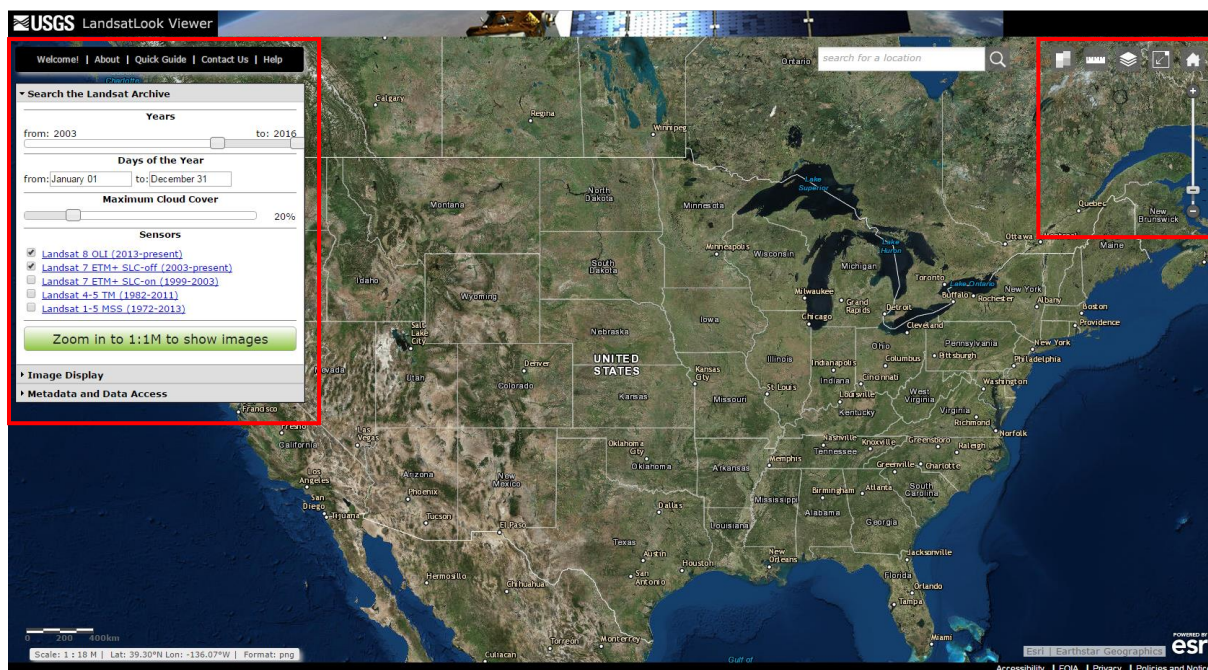 USGS LandsatLook Viewer
Welcome! | About | Quick Guide | Contact Us | Help
Charlotte
search for a location
Search the Landsat Archive
Years
from: 2003 to: 2016
Days of the Year
from: January 01 to: December 31
Maximum Cloud Cover
20%
Sensors
Landsat 8 OLI (2013-present)
Landsat 7 ETM+ SLC-off (2003-present)
Landsat 7 ETM+ SLC-on (1999-2003)
Landsat 4-5 TM (1982-2011)
Landsat 1-5 MSS (1972-2013)
Zoom in to 1:1M to show images
Image Display
Metadata and Data Access
Ontario
Calgary
Regina
Winnipeg
Lake Superior
Quebec
New Brunswick
North Dakota
Montana
Minnesota
Ottawa
Maine
Lake Huron
Minneapolis
Wisconsin
South Dakota
Michigan
Toronto
Lake Ontario
Idaho
Wyoming
Milwaukee
Grand Rapids
Detroit
Buffalo
Rochester
New York
Albany
Boston
Iowa
Chicago
Cleveland
Providence
Salt Lake City
Nebraska
Ohio
Pennsylvania
New York
Nevada
Utah
Denver
Colorado
UNITED STATES
Kansas City
Illinois
Indianapolis
Columbus
Pittsburgh
Philadelphia
Indiana
Cincinnati
Washington
Kansas
Missouri
St. Louis
Louisville
West Virginia
Kentucky
Virginia
Richmond
Francisco
Fresno
Norfolk
California
Las Vegas
Oklahoma City
Nashville
Knoxville
Greensboro
Raleigh
Tennessee
Oklahoma
Arkansas
Memphis
Greenville
Charlotte
Los Angeles
Arizona
New Mexico
Phoenix
Birmingham
Atlanta
South Carolina
San Diego
Tijuana
Tucson
El Paso
Dallas
Mississippi
Alabama
Georgia
Louisiana
Texas
Austin
Houston
San Antonio
New Orleans
Jacksonville
Hermosillo
Chihuahua
Florida
Orlando
Tampa
Torreon
Monterrey
Miami
Culiacan
Gulf of
0 200 400km
Scale: 1 : 18 M | Lat: 39.30°N Lon: -136.07°W | Format: png
POWERED BY
esri
Esri | Earthstar Geographics
Accessibility | FOIA | Privacy | Policies and Notic